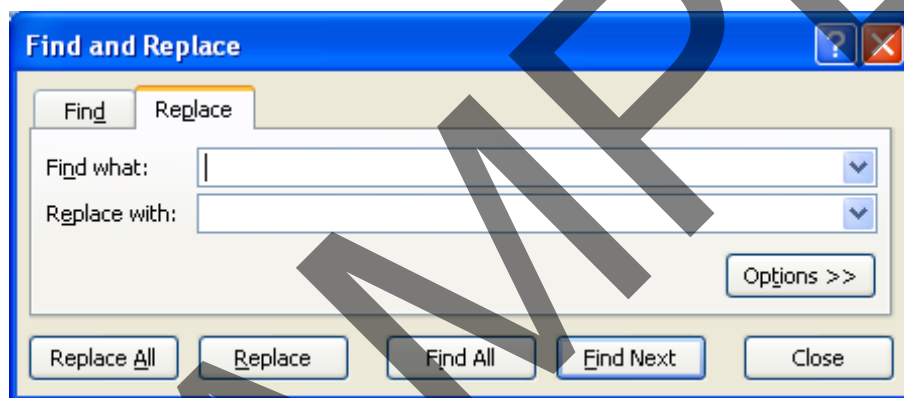 Find and Replace
Find Replace
Find what:
Replace with:
Options >>
Replace All Replace Find All Find Next Close